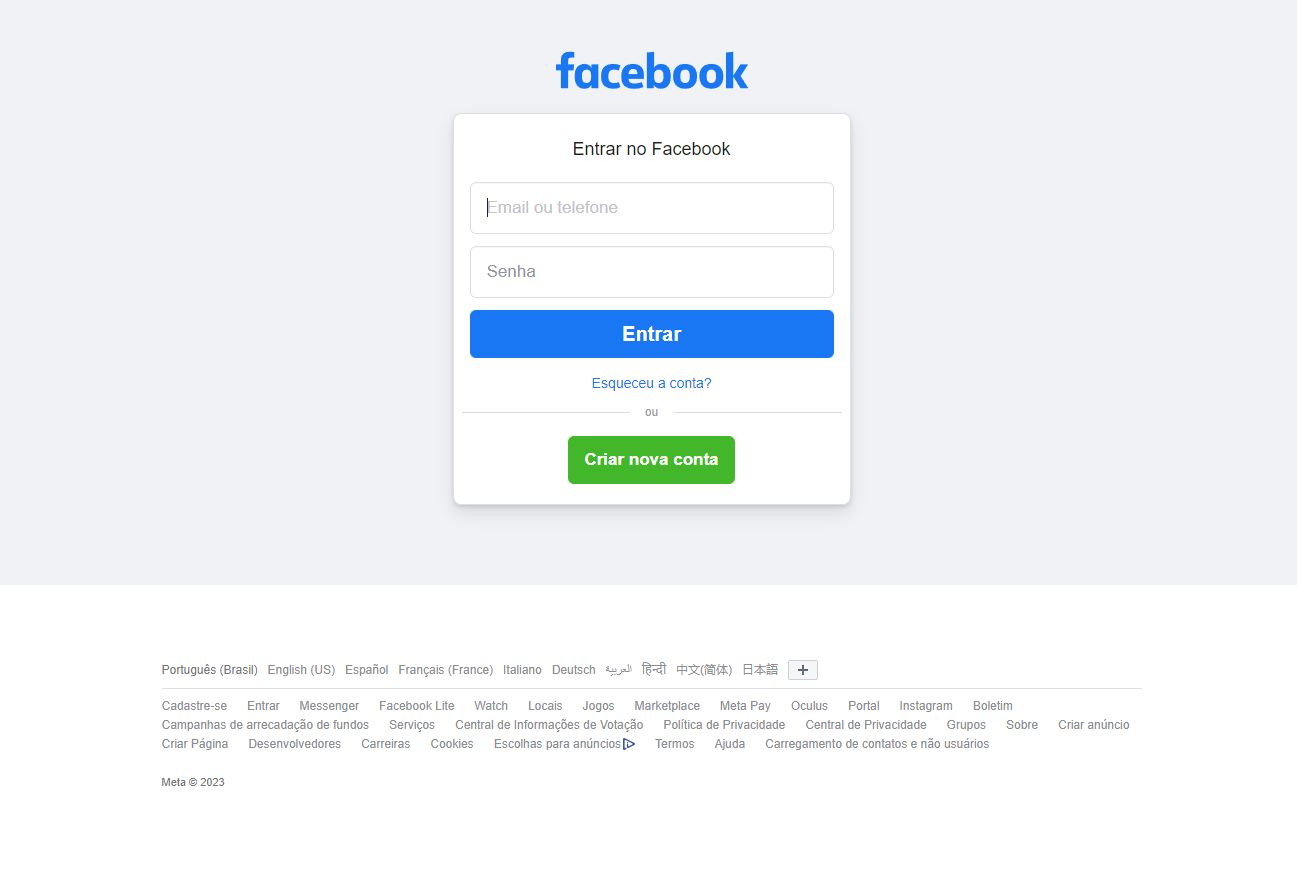 facebook
Entrar no Facebook
Email ou telefone
Senha
Entrar
Esqueceu a conta?
ou
Criar nova conta
Português (Brasil) English (US) Español Français (France) Italiano Deutsch العربية हिन्दी 中文(简体) 日本語 +
Cadastre-se Entrar Messenger Facebook Lite Watch Locais Jogos Marketplace Meta Pay Oculus Portal Instagram Boletim
Campanhas de arrecadação de fundos Serviços Central de Informações de Votação Política de Privacidade Central de Privacidade Grupos Sobre Criar anúncio
Criar Página Desenvolvedores Carreiras Cookies Escolhas para anúncios Termos Ajuda Carregamento de contatos e não usuários
Meta © 2023